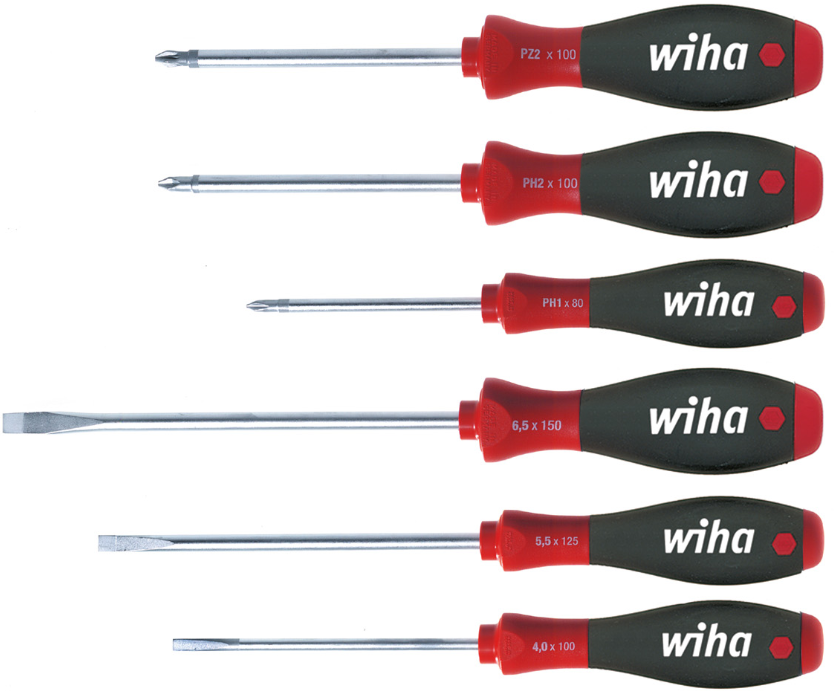 PZ2 x 100 wiha
PH2 x 100 wiha
PH1 x 80 wiha
6,5 x 150 wiha
5,5 x 125 wiha
4,0 x 100 wiha